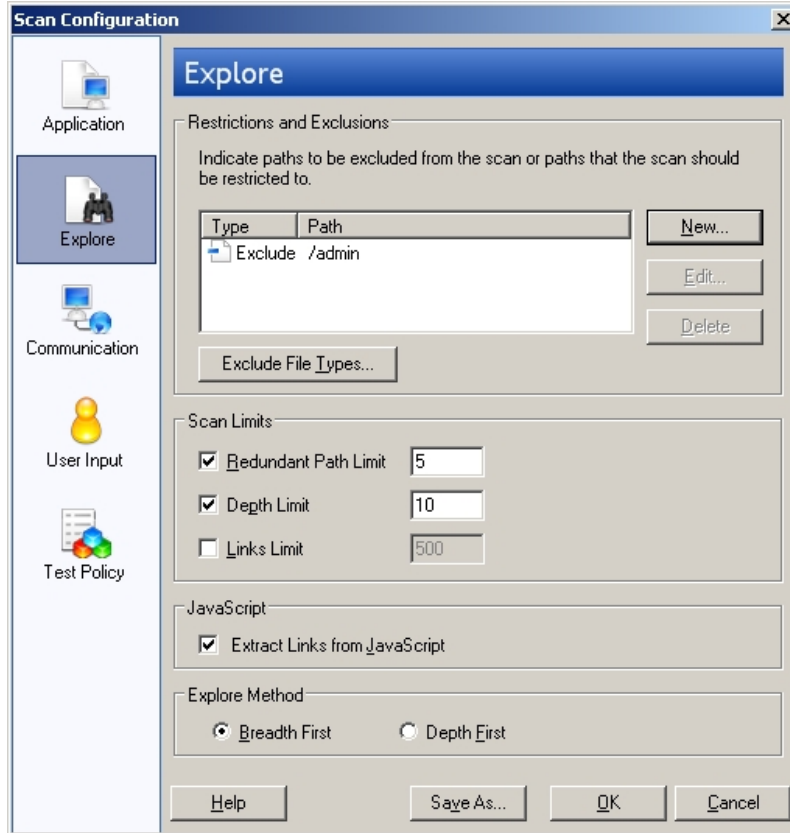 Scan Configuration
Application
Explore
Communication
User Input
Test Policy
Explore
Restrictions and Exclusions
Indicate paths to be excluded from the scan or paths that the scan should
be restricted to.
Type Path
Exclude /admin
New...
Edit...
Delete
Exclude File Types...
Scan Limits
Redundant Path Limit 5
Depth Limit 10
Links Limit 500
JavaScript
Extract Links from JavaScript
Explore Method
Breadth First Depth First
Help Save As... OK Cancel